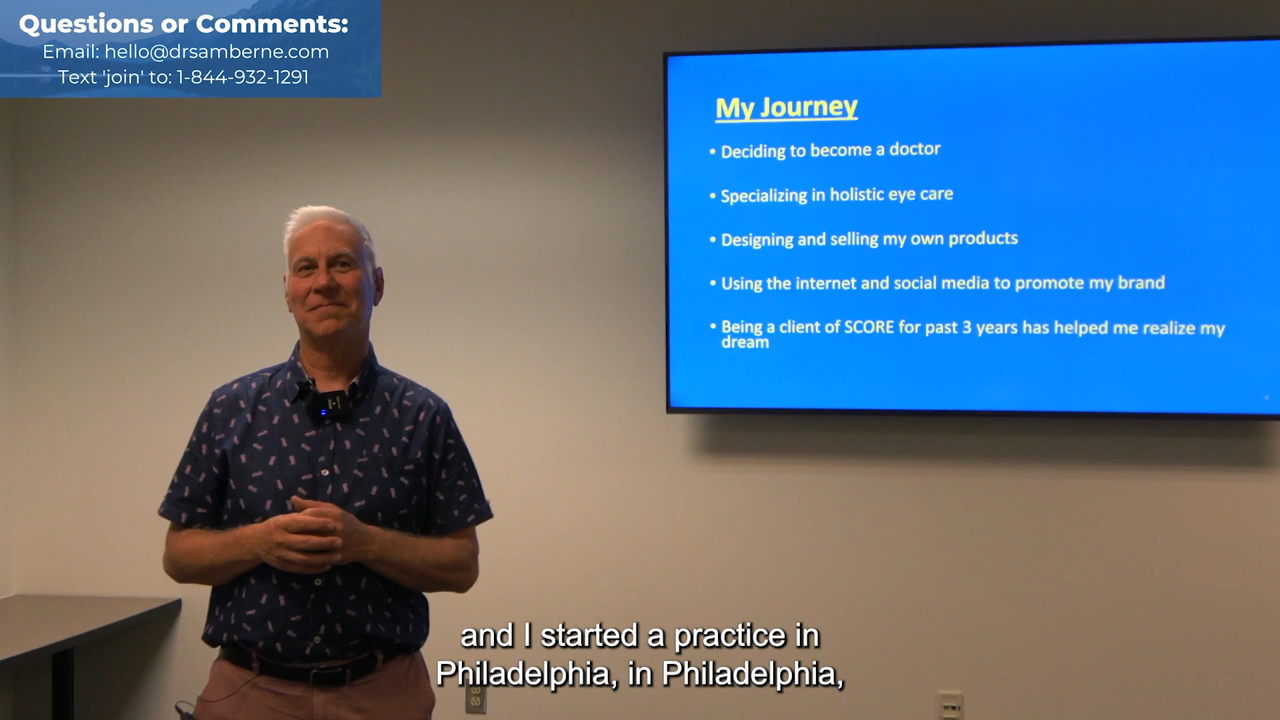 Questions or Comments:
Email: hello@drsamberne.com
Text 'join' to: 1-844-932-1291
My Journey
• Deciding to become a doctor
• Specializing in holistic eye care
• Designing and selling my own products
• Using the internet and social media to promote my brand
• Being a client of SCORE for past 3 years has helped me realize my
dream
and I started a practice in
Philadelphia, in Philadelphia,